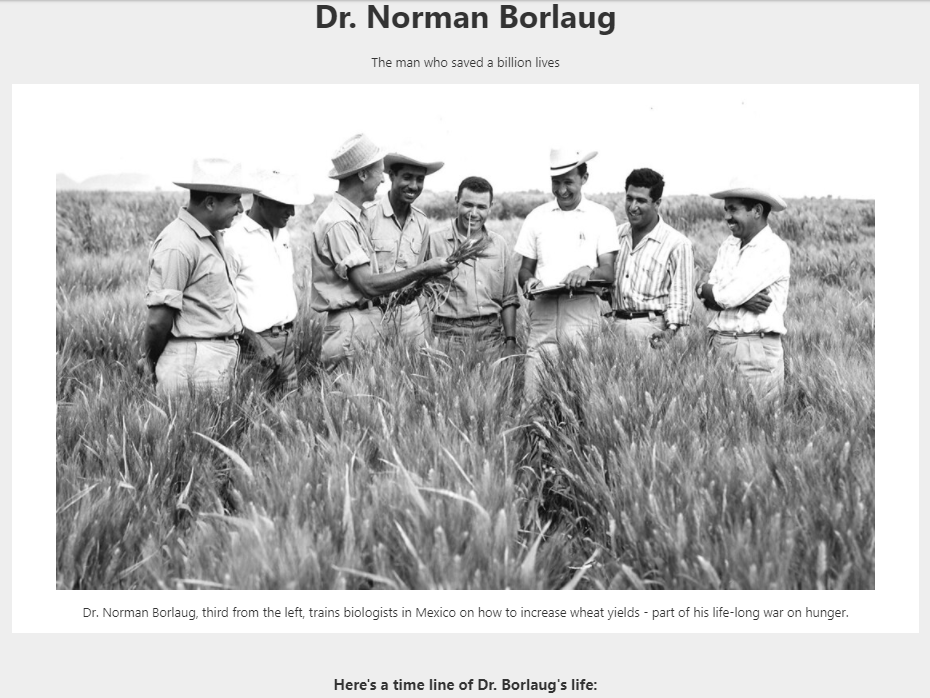 Dr. Norman Borlaug
The man who saved a billion lives
Dr. Norman Borlaug, third from the left, trains biologists in Mexico on how to increase wheat yields - part of his life-long war on hunger.
Here's a time line of Dr. Borlaug's life: